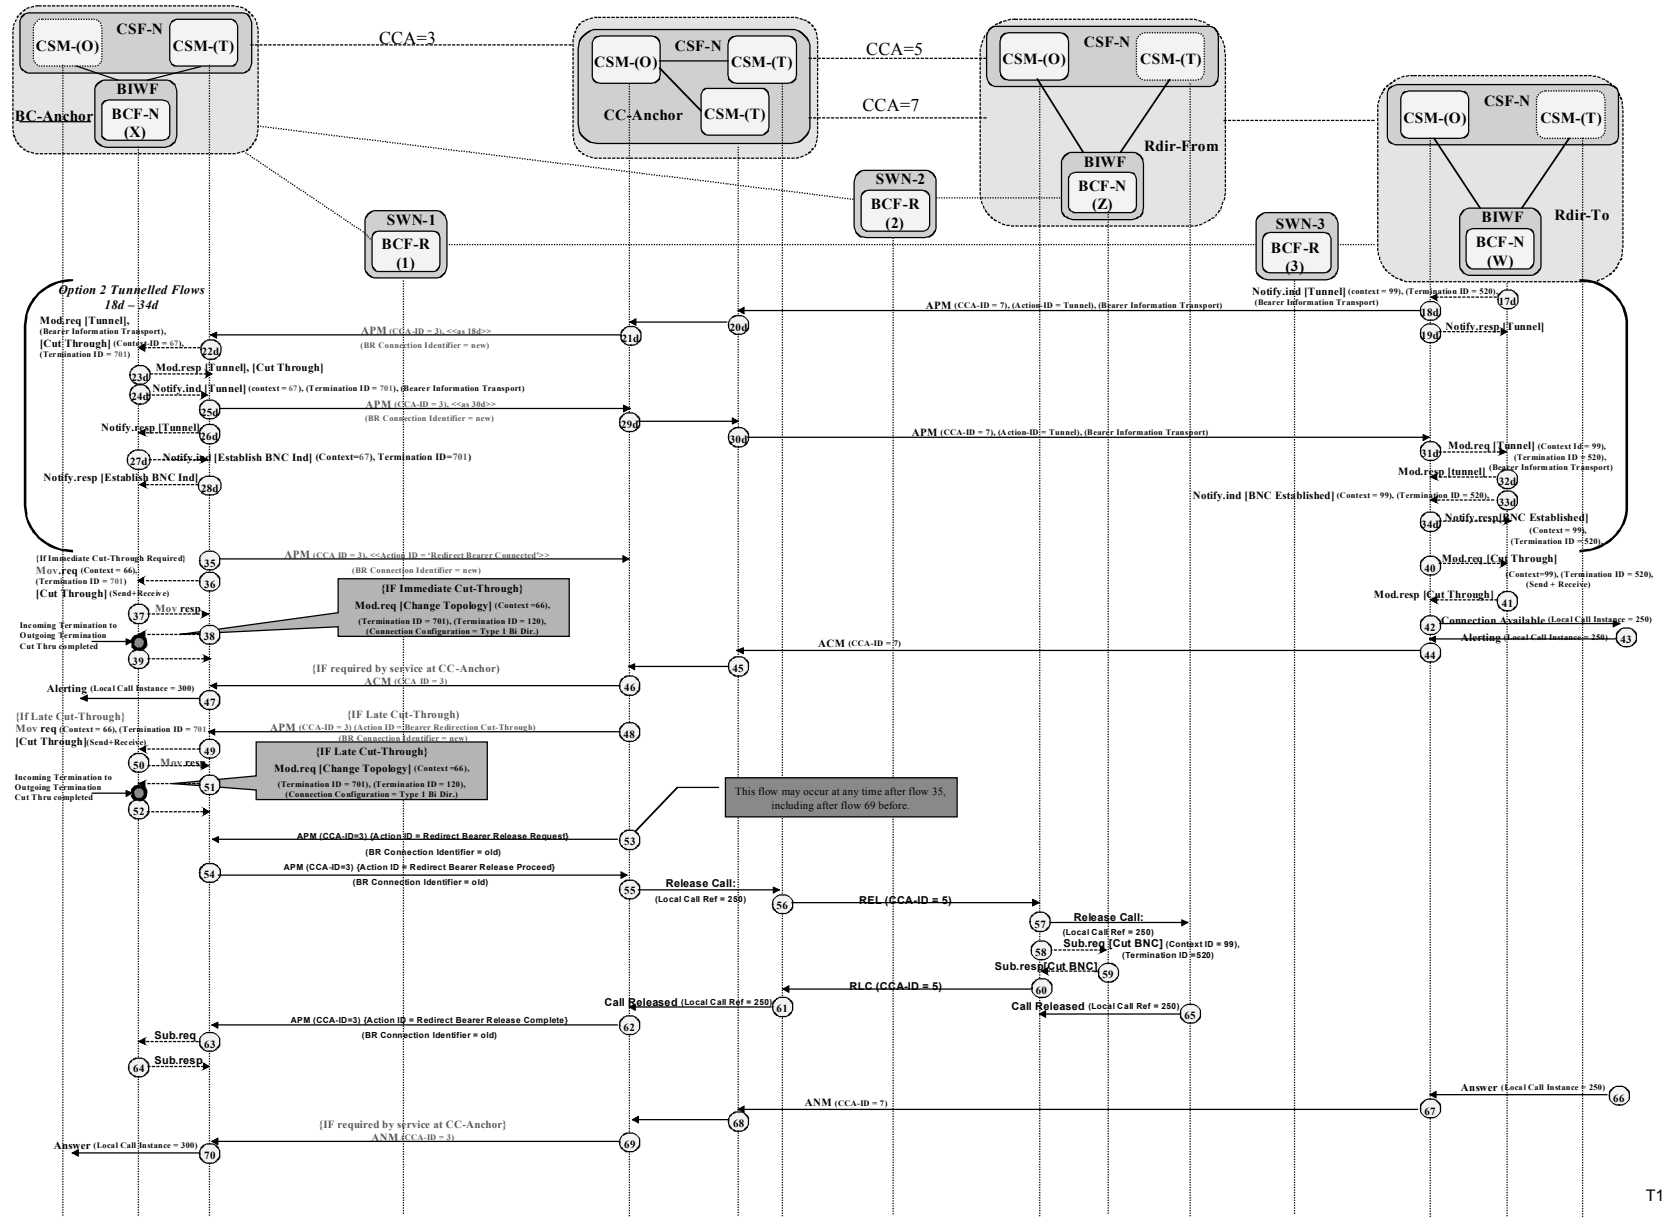 CSF-N
CSM-(O)
CSM-(T)
BIWF
BCF-N
(X)
BC-Anchor
CCA=3
CSF-N
CSM-(O)
CSM-(T)
CC-Anchor
CSM-(T)
CCA=5
CCA=7
CSF-N
CSM-(O)
CSM-(T)
Rdir-From
BIWF
BCF-N
(Z)
CSF-N
CSM-(O)
CSM-(T)
Rdir-To
BIWF
BCF-N
(W)
SWN-1
BCF-R
(1)
SWN-2
BCF-R
(2)
SWN-3
BCF-R
(3)
Option 2 Tunnelled Flows
18d – 34d
Notify.ind [Tunnel] (context = 99), (Termination ID = 520),
(Bearer Information Transport)
17d
APM (CCA-ID = 7), (Action-ID = Tunnel), (Bearer Information Transport)
18d
19d
Notify.resp [Tunnel]
20d
21d
APM (CCA-ID = 3), <<as 18d>>
(BR Connection Identifier = new)
Mod.req [Tunnel],
(Bearer Information Transport),
[Cut Through] (Context-ID = 67),
(Termination ID = 701)
22d
23d
Mod.resp [Tunnel], [Cut Through]
24d
Notify.ind [Tunnel] (context = 67), (Termination ID = 701), (Bearer Information Transport)
25d
APM (CCA-ID = 3), <<as 30d>>
(BR Connection Identifier = new)
29d
Notify.resp [Tunnel]
26d
30d
APM (CCA-ID = 7), (Action-ID = Tunnel), (Bearer Information Transport)
31d
Mod.req [Tunnel] (Context Id = 99),
(Termination ID = 520),
(Bearer Information Transport)
27d
Notify.ind [Establish BNC Ind] (Context=67), Termination ID=701)
Mod.resp [tunnel]
32d
Notify.resp [Establish BNC Ind]
28d
Notify.ind [BNC Established] (Context = 99), (Termination ID = 520),
33d
34d
Notify.resp[BNC Established]
(Context = 99),
(Termination ID = 520),
{If Immediate Cut-Through Required}
Mov.req (Context = 66),
(Termination ID = 701)
[Cut Through] (Send+Receive)
35
APM (CCA ID = 3), <<Action ID = ‘Redirect Bearer Connected’>>
(BR Connection Identifier = new)
36
40
Mod.req [Cut Through]
(Context=99), (Termination ID = 520),
(Send + Receive)
{IF Immediate Cut-Through}
Mod.req [Change Topology] (Context =66),
(Termination ID = 701), (Termination ID = 120),
(Connection Configuration = Type 1 Bi Dir.)
Mod.resp [Cut Through]
41
37
Mov resp
Incoming Termination to
Outgoing Termination
Cut Thru completed
38
39
42
Connection Available (Local Call Instance = 250)
Alerting (Local Call Instance = 250)
43
ACM (CCA-ID = 7)
44
45
{IF required by service at CC-Anchor)
ACM (CCA ID = 3)
46
Alerting (Local Call Instance = 300)
47
{If Late Cut-Through}
Mov req (Context = 66), (Termination ID = 701
[Cut Through](Send+Receive)
{IF Late Cut-Through)
APM (CCA-ID = 3) (Action ID = Bearer Redirection Cut-Through)
(BR Connection Identifier = new)
48
49
50
Mov.resp
{IF Late Cut-Through}
Mod.req [Change Topology] (Context =66),
(Termination ID = 701), (Termination ID = 120),
(Connection Configuration = Type 1 Bi Dir.)
Incoming Termination to
Outgoing Termination
Cut Thru completed
51
52
This flow may occur at any time after flow 35,
including after flow 69 before.
APM (CCA-ID=3) {Action ID = Redirect Bearer Release Request}
(BR Connection Identifier = old)
53
54
APM (CCA-ID=3) {Action ID = Redirect Bearer Release Proceed}
(BR Connection Identifier = old)
55
Release Call:
(Local Call Ref = 250)
56
REL (CCA-ID = 5)
57
Release Call:
(Local Call Ref = 250)
58
Sub.req [Cut BNC] (Context ID = 99),
(Termination ID =520)
Sub.resp[Cut BNC]
59
RLC (CCA-ID = 5)
60
Call Released (Local Call Ref = 250)
61
Call Released (Local Call Ref = 250)
65
APM (CCA-ID=3) {Action ID = Redirect Bearer Release Complete}
(BR Connection Identifier = old)
62
Sub.req
63
64
Sub.resp
Answer (Local Call Instance = 250)
66
ANM (CCA-ID = 7)
67
68
{IF required by service at CC-Anchor}
ANM (CCA-ID = 3)
69
Answer (Local Call Instance = 300)
70
T1